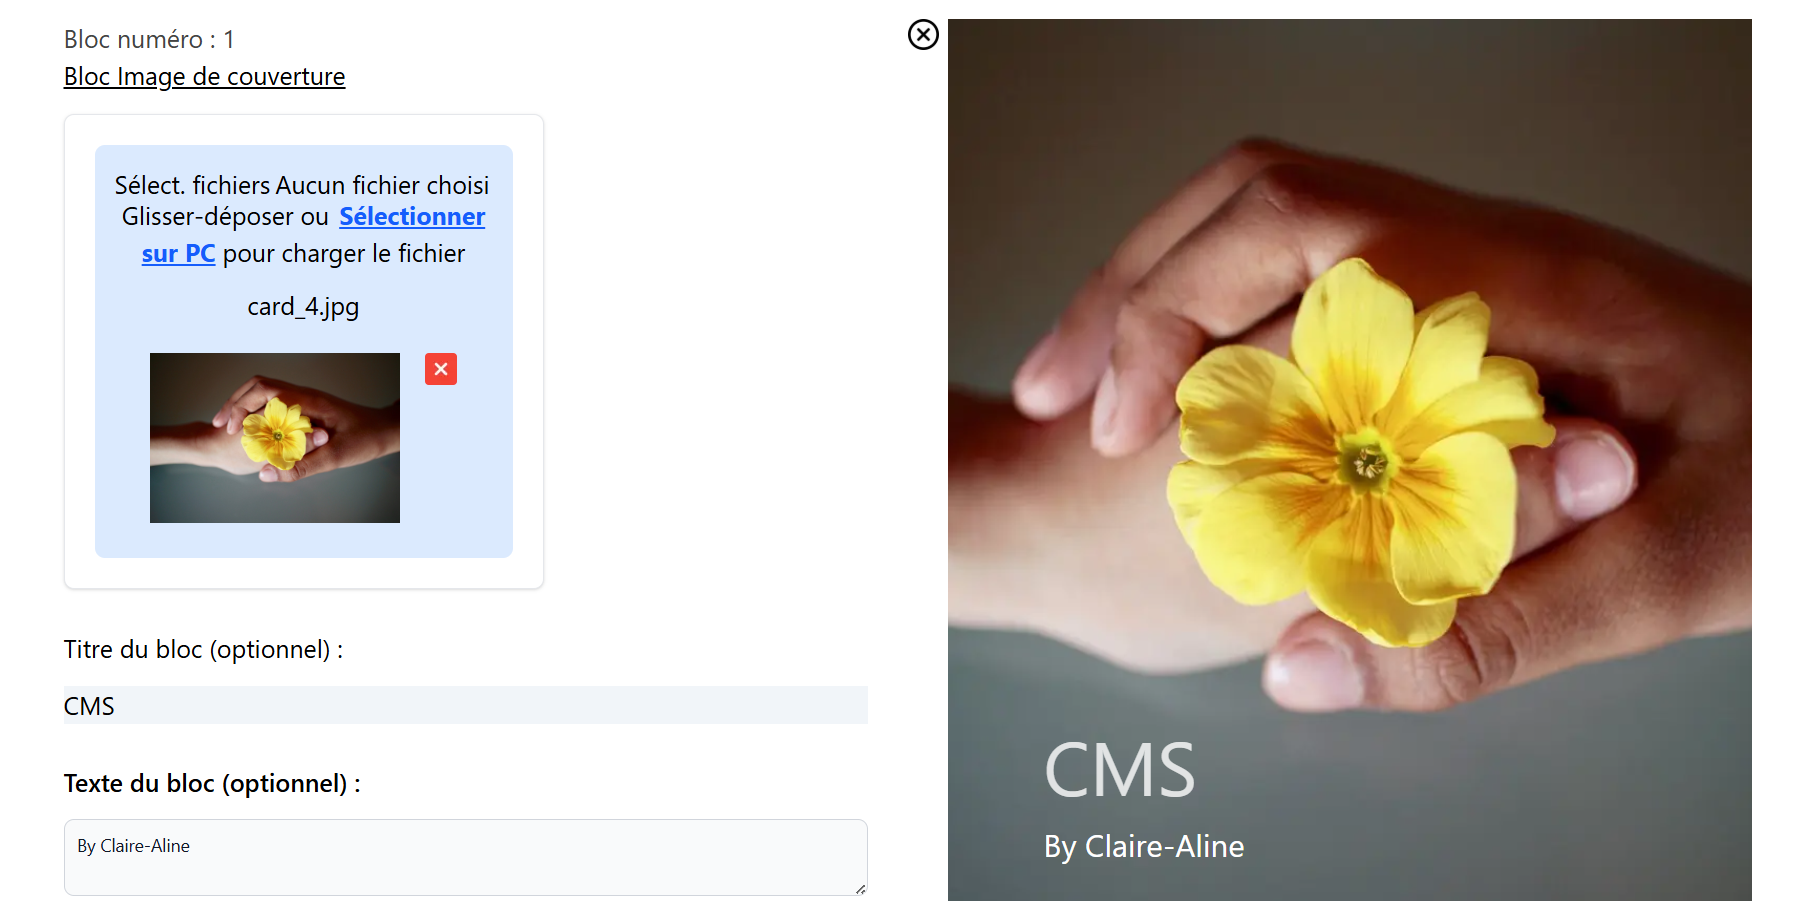 Bloc numéro : 1
Bloc Image de couverture
Sélect. fichiers Aucun fichier choisi
Glisser-déposer ou Sélectionner
sur PC pour charger le fichier
card_4.jpg
Titre du bloc (optionnel) :
CMS
Texte du bloc (optionnel) :
By Claire-Aline
CMS
By Claire-Aline